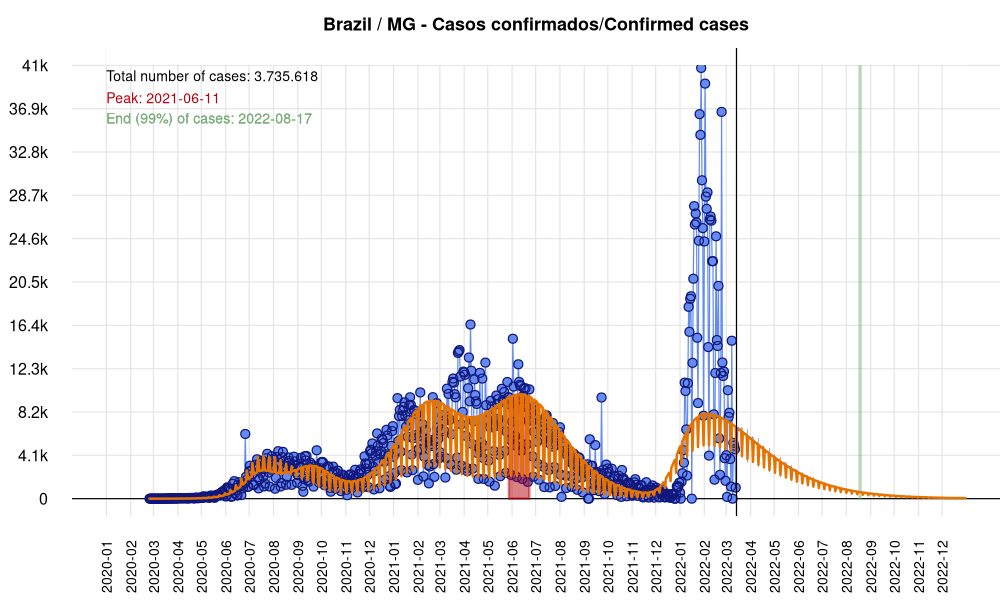 Brazil / MG - Casos confirmados/Confirmed cases
Total number of cases: 3.735.618
Peak: 2021-06-11
End (99%) of cases: 2022-08-17
41k
36.9k
32.8k
28.7k
24.6k
20.5k
16.4k
12.3k
8.2k
4.1k
0
2020-01
2020-02
2020-03
2020-04
2020-05
2020-06
2020-07
2020-08
2020-09
2020-10
2020-11
2020-12
2021-01
2021-02
2021-03
2021-04
2021-05
2021-06
2021-07
2021-08
2021-09
2021-10
2021-11
2021-12
2022-01
2022-02
2022-03
2022-04
2022-05
2022-06
2022-07
2022-08
2022-09
2022-10
2022-11
2022-12